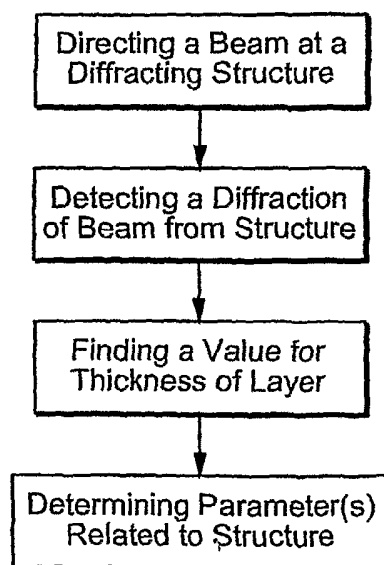 Directing a Beam at a
Diffracting Structure
Detecting a Diffraction
of Beam from Structure
Finding a Value for
Thickness of Layer
Determining Parameter(s)
Related to Structure